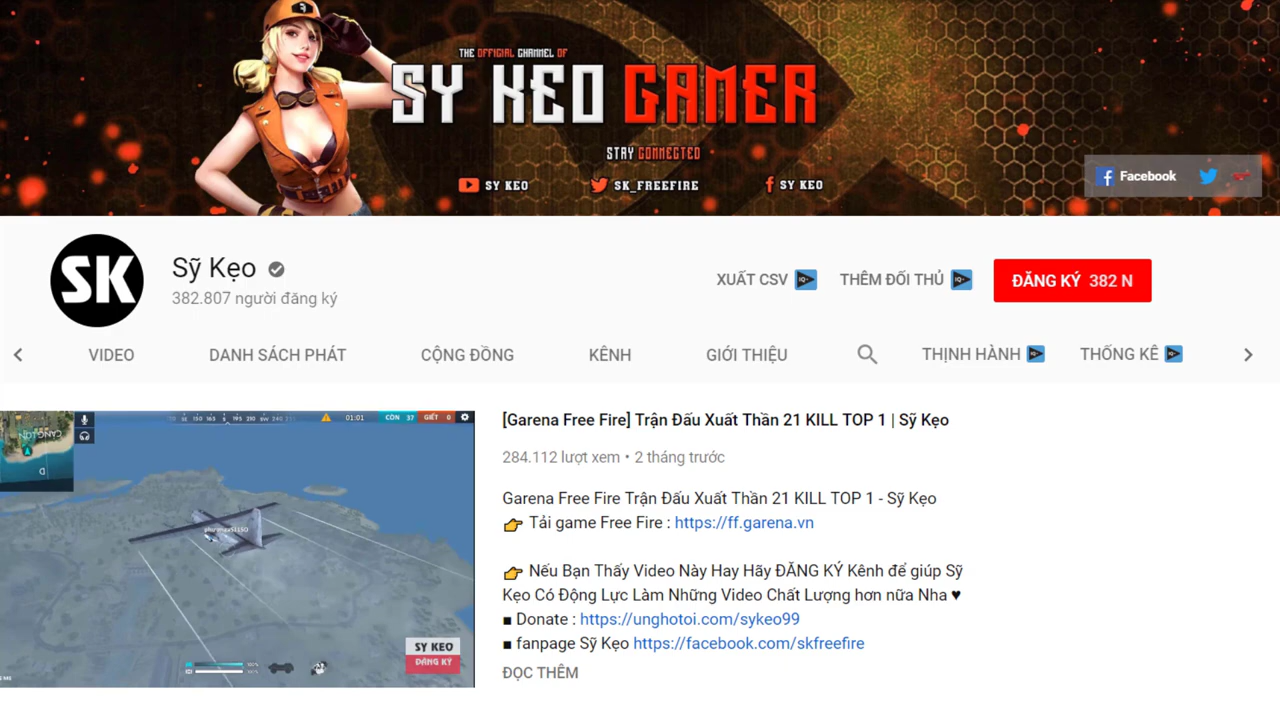 THE OFFICIAL CHANNEL OF
SY KEO GAMER
STAY CONNECTED
SY KEO
SK_FREEFIRE
SY KEO
Facebook
SK
Sỹ Kẹo
382.807 người đăng ký
XUẤT CSV
THÊM ĐỐI THỦ
ĐĂNG KÝ 382 N
VIDEO
DANH SÁCH PHÁT
CỘNG ĐỒNG
KÊNH
GIỚI THIỆU
THỊNH HÀNH
THỐNG KÊ
01:01
CÒN 37
GIẾT 0
SY KEO
ĐĂNG KÝ
[Garena Free Fire] Trận Đấu Xuất Thần 21 KILL TOP 1 | Sỹ Kẹo
284.112 lượt xem • 2 tháng trước
Garena Free Fire Trận Đấu Xuất Thần 21 KILL TOP 1 - Sỹ Kẹo
👉 Tải game Free Fire : https://ff.garena.vn
👉 Nếu Bạn Thấy Video Này Hay Hãy ĐĂNG KÝ Kênh để giúp Sỹ
Kẹo Có Động Lực Làm Những Video Chất Lượng hơn nữa Nha ♥
■ Donate : https://unghotoi.com/sykeo99
■ fanpage Sỹ Kẹo https://facebook.com/skfreefire
ĐỌC THÊM